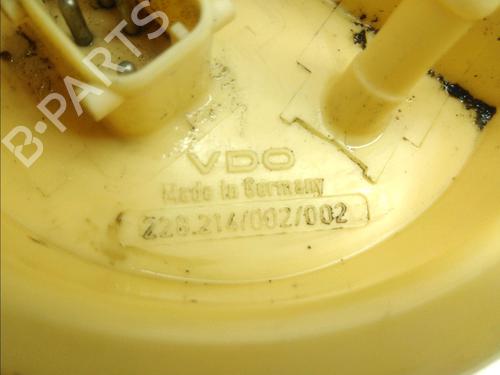 B-PARTS
VDO
Made in Germany
228.214/002/002